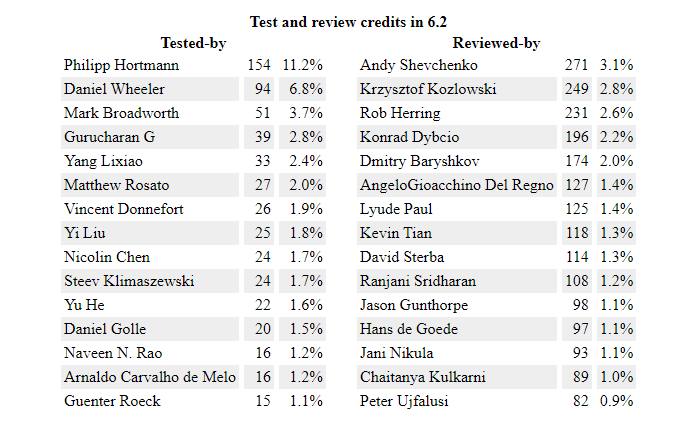 Test and review credits in 6.2
Tested-by Reviewed-by
Philipp Hortmann 154 11.2% Andy Shevchenko 271 3.1%
Daniel Wheeler 94 6.8% Krzysztof Kozlowski 249 2.8%
Mark Broadworth 51 3.7% Rob Herring 231 2.6%
Gurucharan G 39 2.8% Konrad Dybcio 196 2.2%
Yang Lixiao 33 2.4% Dmitry Baryshkov 174 2.0%
Matthew Rosato 27 2.0% AngeloGioacchino Del Regno 127 1.4%
Vincent Donnefort 26 1.9% Lyude Paul 125 1.4%
Yi Liu 25 1.8% Kevin Tian 118 1.3%
Nicolin Chen 24 1.7% David Sterba 114 1.3%
Steev Klimaszewski 24 1.7% Ranjani Sridharan 108 1.2%
Yu He 22 1.6% Jason Gunthorpe 98 1.1%
Daniel Golle 20 1.5% Hans de Goede 97 1.1%
Naveen N. Rao 16 1.2% Jani Nikula 93 1.1%
Arnaldo Carvalho de Melo 16 1.2% Chaitanya Kulkarni 89 1.0%
Guenter Roeck 15 1.1% Peter Ujfalusi 82 0.9%